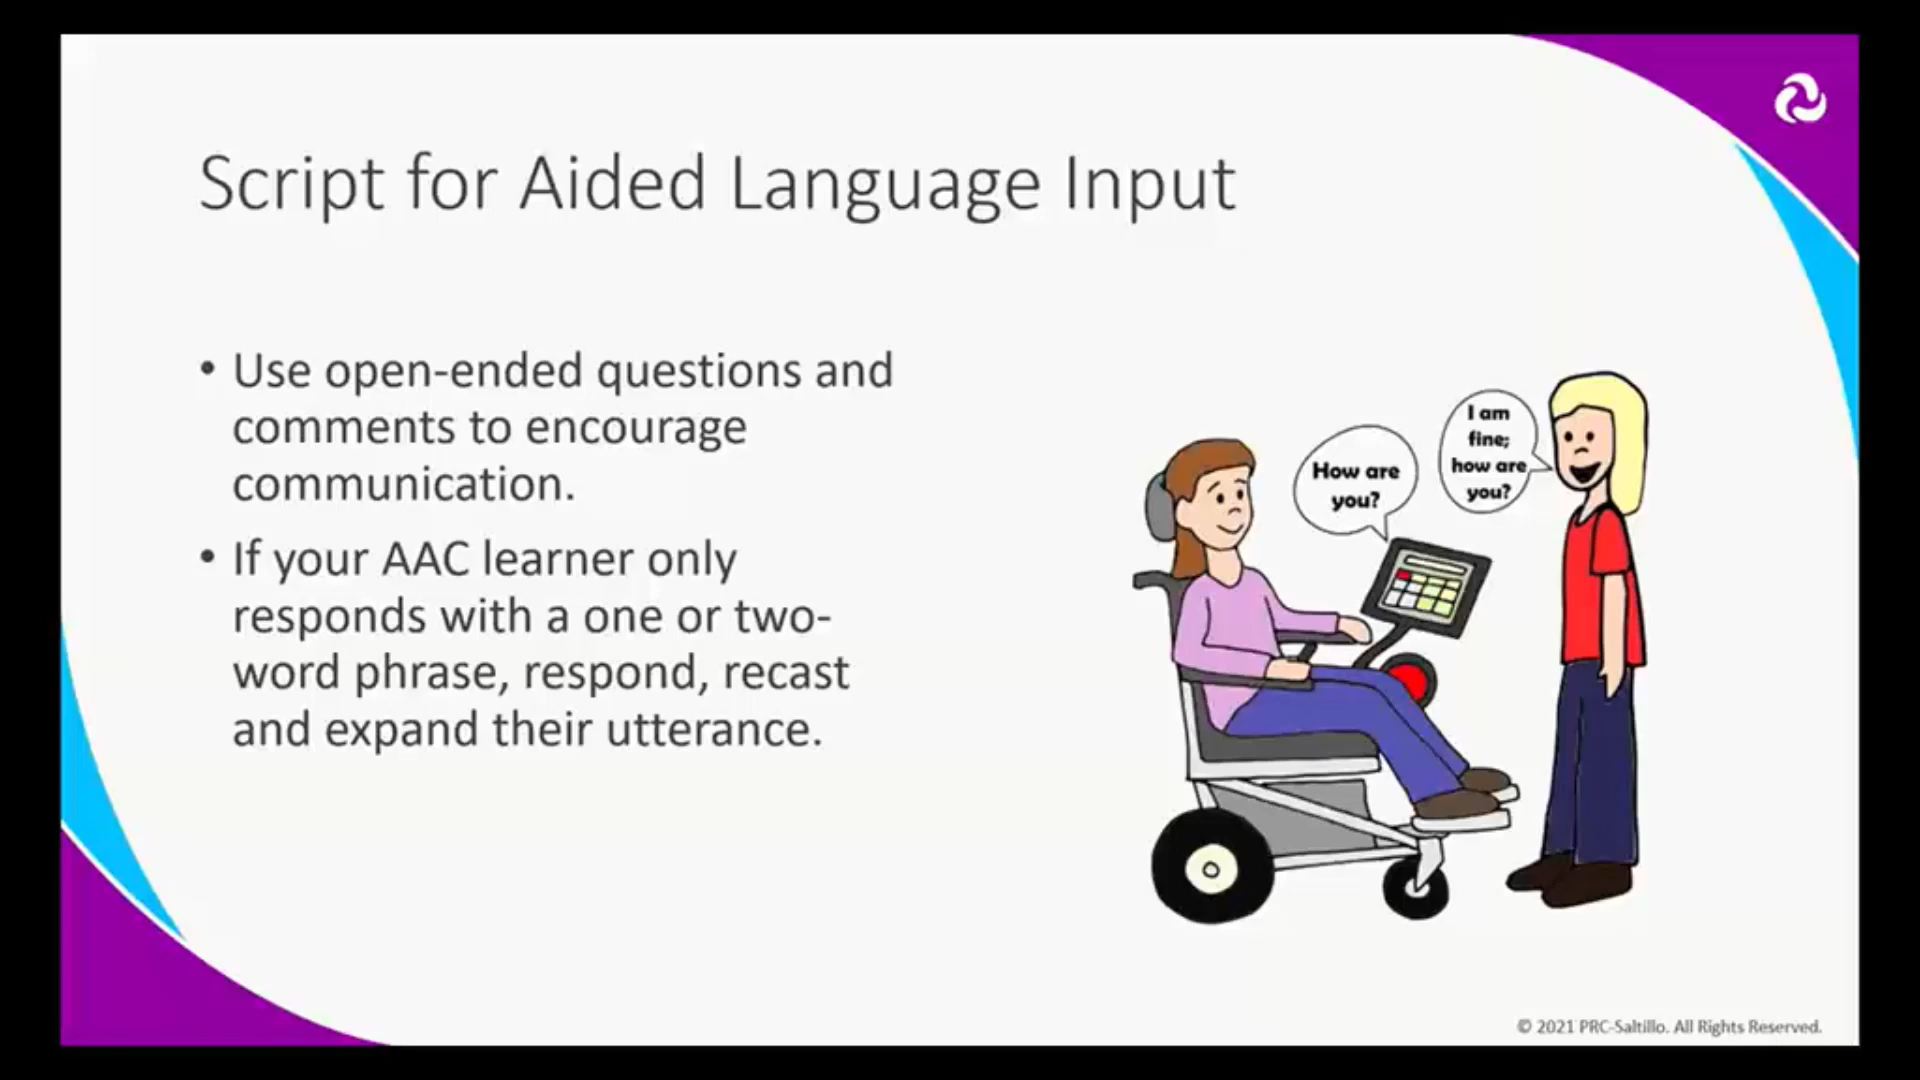 Script for Aided Language Input
• Use open-ended questions and
comments to encourage
communication.
• If your AAC learner only
responds with a one or two-
word phrase, respond, recast
and expand their utterance.
How are
you?
I am
fine;
how are
you?
© 2021 PRC-Saltillo. All Rights Reserved.